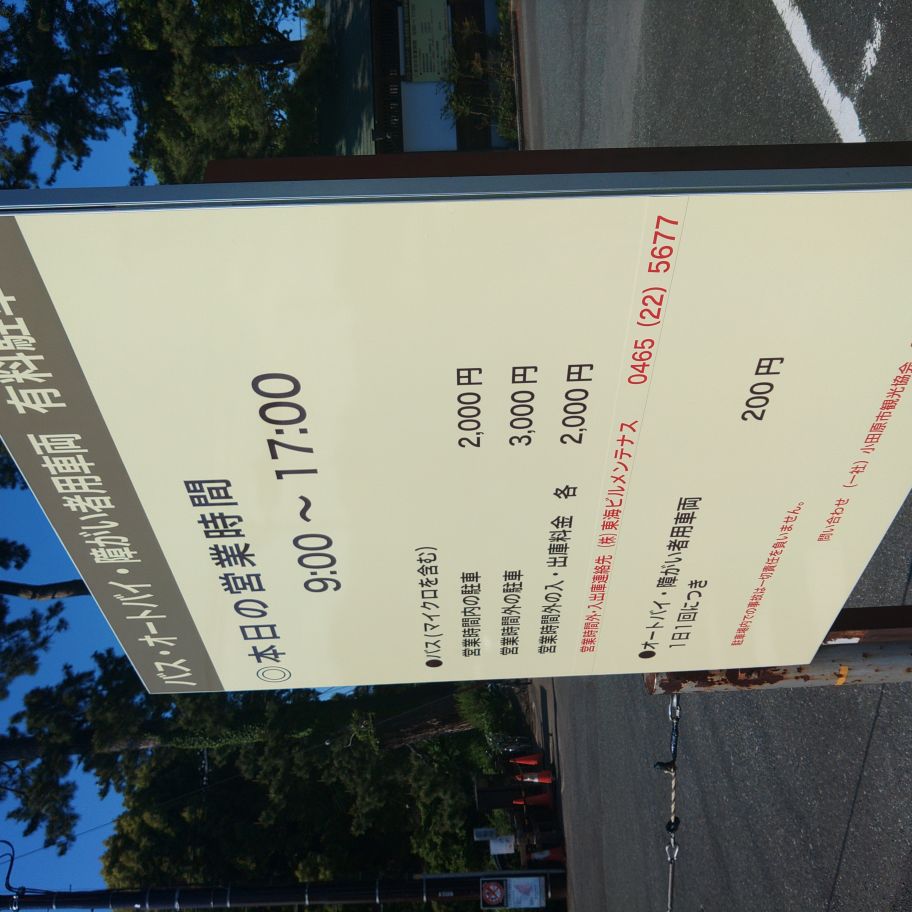 バス・オートバイ・障がい者用車両 有料駐
◎本日の営業時間
9:00～17:00
●バス(マイクロを含む)
営業時間内の駐車 2,000円
営業時間外の駐車 3,000円
営業時間外の入・出庫料金 各 2,000円
営業時間外・入出庫連絡先 ㈱東海ビルメンテナス 0465 (22) 5677
●オートバイ・障がい者用車両
1日1回につき 200円
駐車場内での事故は一切責任を負いません。
問い合わせ (一社)小田原市観光協会